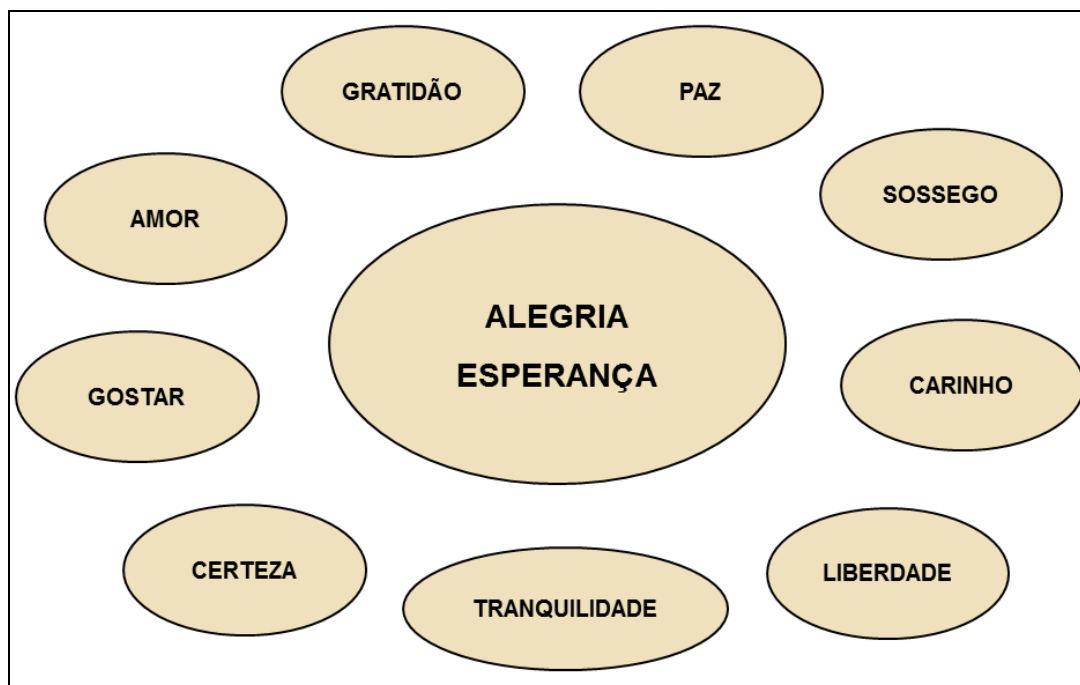 GRATIDÃO
PAZ
SOSSEGO
AMOR
ALEGRIA
ESPERANÇA
CARINHO
GOSTAR
CERTEZA
LIBERDADE
TRANQUILIDADE